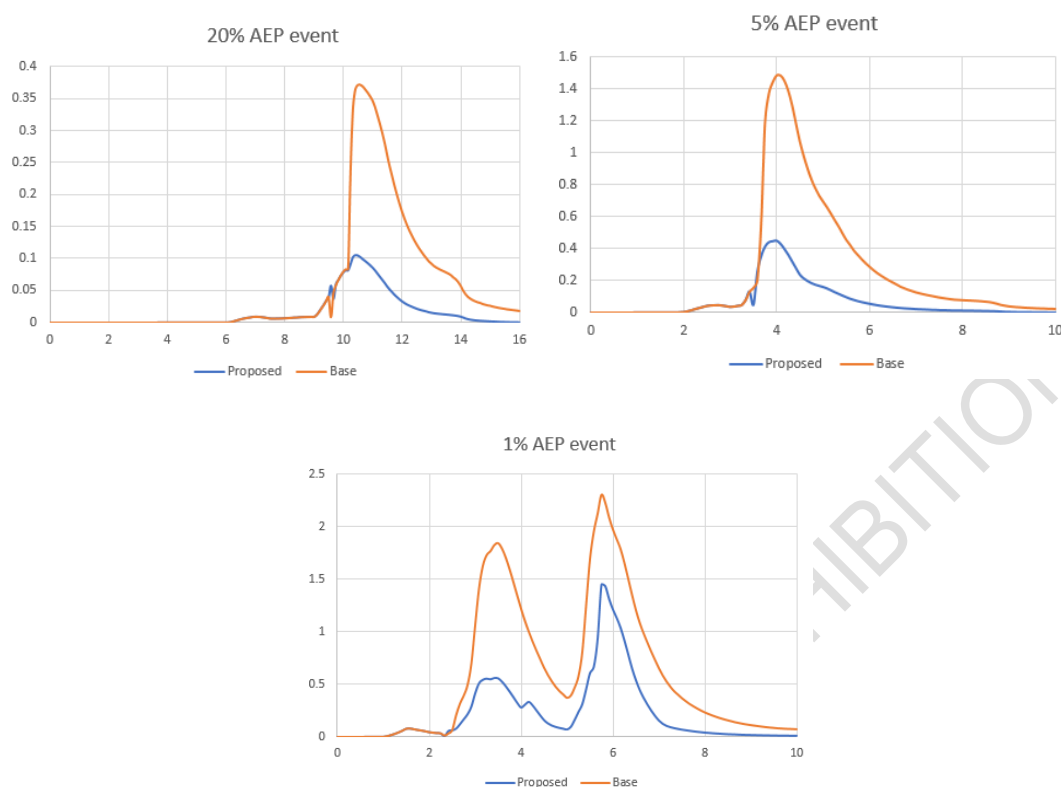 20% AEP event
0.4
0.35
0.3
0.25
0.2
0.15
0.1
0.05
0
0 2 4 6 8 10 12 14 16
Proposed Base
5% AEP event
1.6
1.4
1.2
1
0.8
0.6
0.4
0.2
0
0 2 4 6 8 10
Proposed Base
1% AEP event
2.5
2
1.5
1
0.5
0
0 2 4 6 8 10
Proposed Base